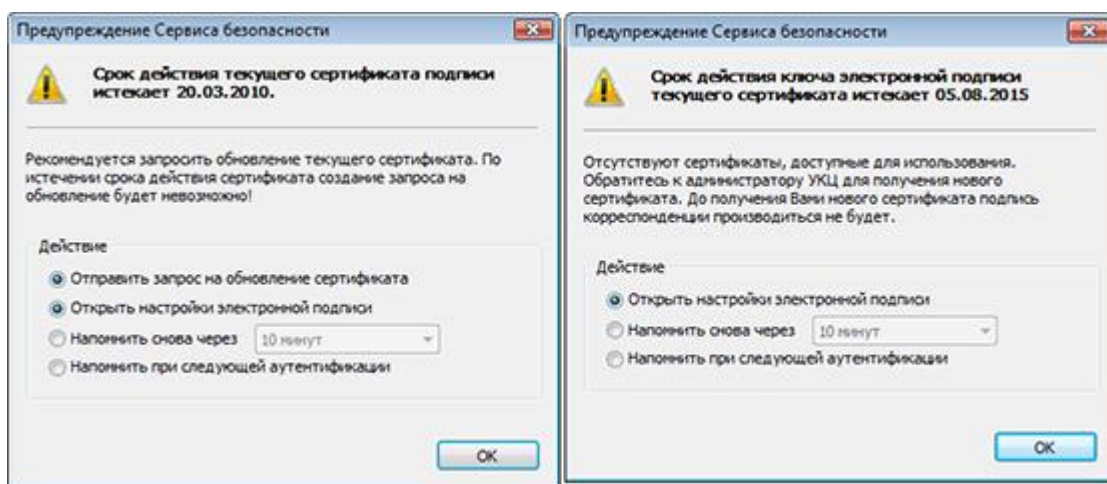 Предупреждение Сервиса безопасности
Срок действия текущего сертификата подписи
истекает 20.03.2010.
Рекомендуется запросить обновление текущего сертификата. По
истечении срока действия сертификата создание запроса на
обновление будет невозможно!
Действие
Отправить запрос на обновление сертификата
Открыть настройки электронной подписи
Напомнить снова через 10 минут
Напомнить при следующей аутентификации
OK
Предупреждение Сервиса безопасности
Срок действия ключа электронной подписи
текущего сертификата истекает 05.08.2015
Отсутствуют сертификаты, доступные для использования.
Обратитесь к администратору УКЦ для получения нового
сертификата. До получения Вами нового сертификата подпись
корреспонденции производиться не будет.
Действие
Открыть настройки электронной подписи
Напомнить снова через 10 минут
Напомнить при следующей аутентификации
OK